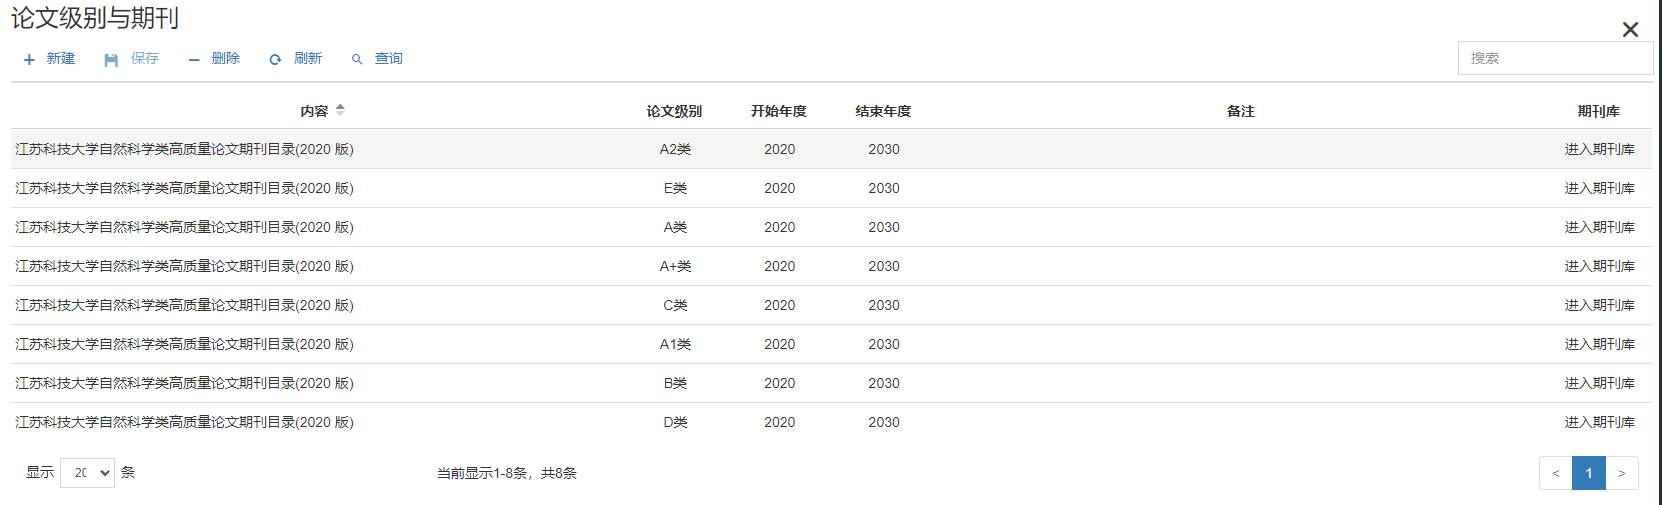 论文级别与期刊
新建 保存 删除 刷新 查询 搜索
内容 论文级别 开始年度 结束年度 备注 期刊库
江苏科技大学自然科学类高质量论文期刊目录(2020 版) A2类 2020 2030 进入期刊库
江苏科技大学自然科学类高质量论文期刊目录(2020 版) E类 2020 2030 进入期刊库
江苏科技大学自然科学类高质量论文期刊目录(2020 版) A类 2020 2030 进入期刊库
江苏科技大学自然科学类高质量论文期刊目录(2020 版) A+类 2020 2030 进入期刊库
江苏科技大学自然科学类高质量论文期刊目录(2020 版) C类 2020 2030 进入期刊库
江苏科技大学自然科学类高质量论文期刊目录(2020 版) A1类 2020 2030 进入期刊库
江苏科技大学自然科学类高质量论文期刊目录(2020 版) B类 2020 2030 进入期刊库
江苏科技大学自然科学类高质量论文期刊目录(2020 版) D类 2020 2030 进入期刊库
显示 20 条 当前显示1-8条，共8条 < 1 >